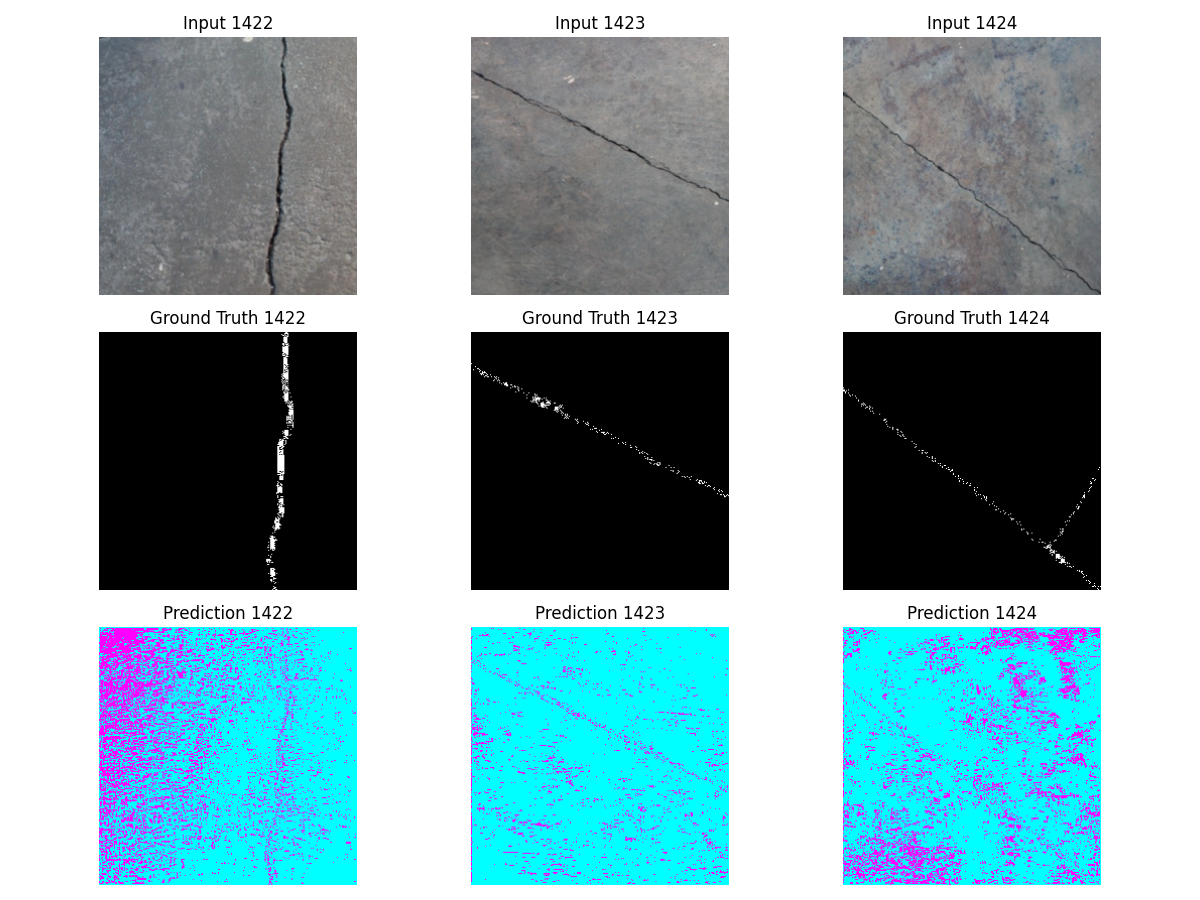 Input 1422
Input 1423
Input 1424
Ground Truth 1422
Ground Truth 1423
Ground Truth 1424
Prediction 1422
Prediction 1423
Prediction 1424